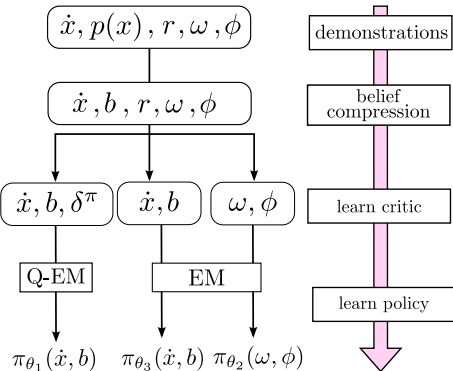 ẋ, p(x) , r, ω, ϕ
demonstrations
ẋ, b , r, ω, ϕ
belief
compression
ẋ, b, δ^π
ẋ, b
ω, ϕ
learn critic
Q-EM
EM
learn policy
π_θ₁(ẋ, b)
π_θ₃(ẋ, b)
π_θ₂(ω, ϕ)